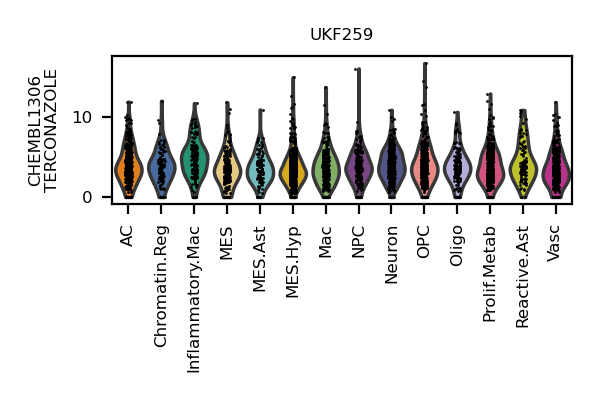 UKF259
CHEMBL1306
TERCONAZOLE
10
0
AC
Chromatin.Reg
Inflammatory.Mac
MES
MES.Ast
MES.Hyp
Mac
NPC
Neuron
OPC
Oligo
Prolif.Metab
Reactive.Ast
Vasc